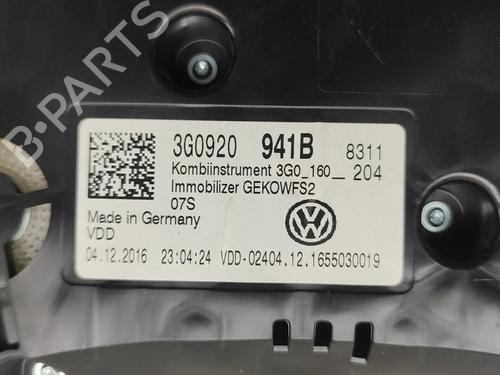 3G0920 941B 8311
Kombiinstrument 3G0_160__ 204
Immobilizer GEKOWFS2
07S
Made in Germany
VDD
04.12.2016 23:04:24 VDD-02404.12.1655030019
B-PARTS